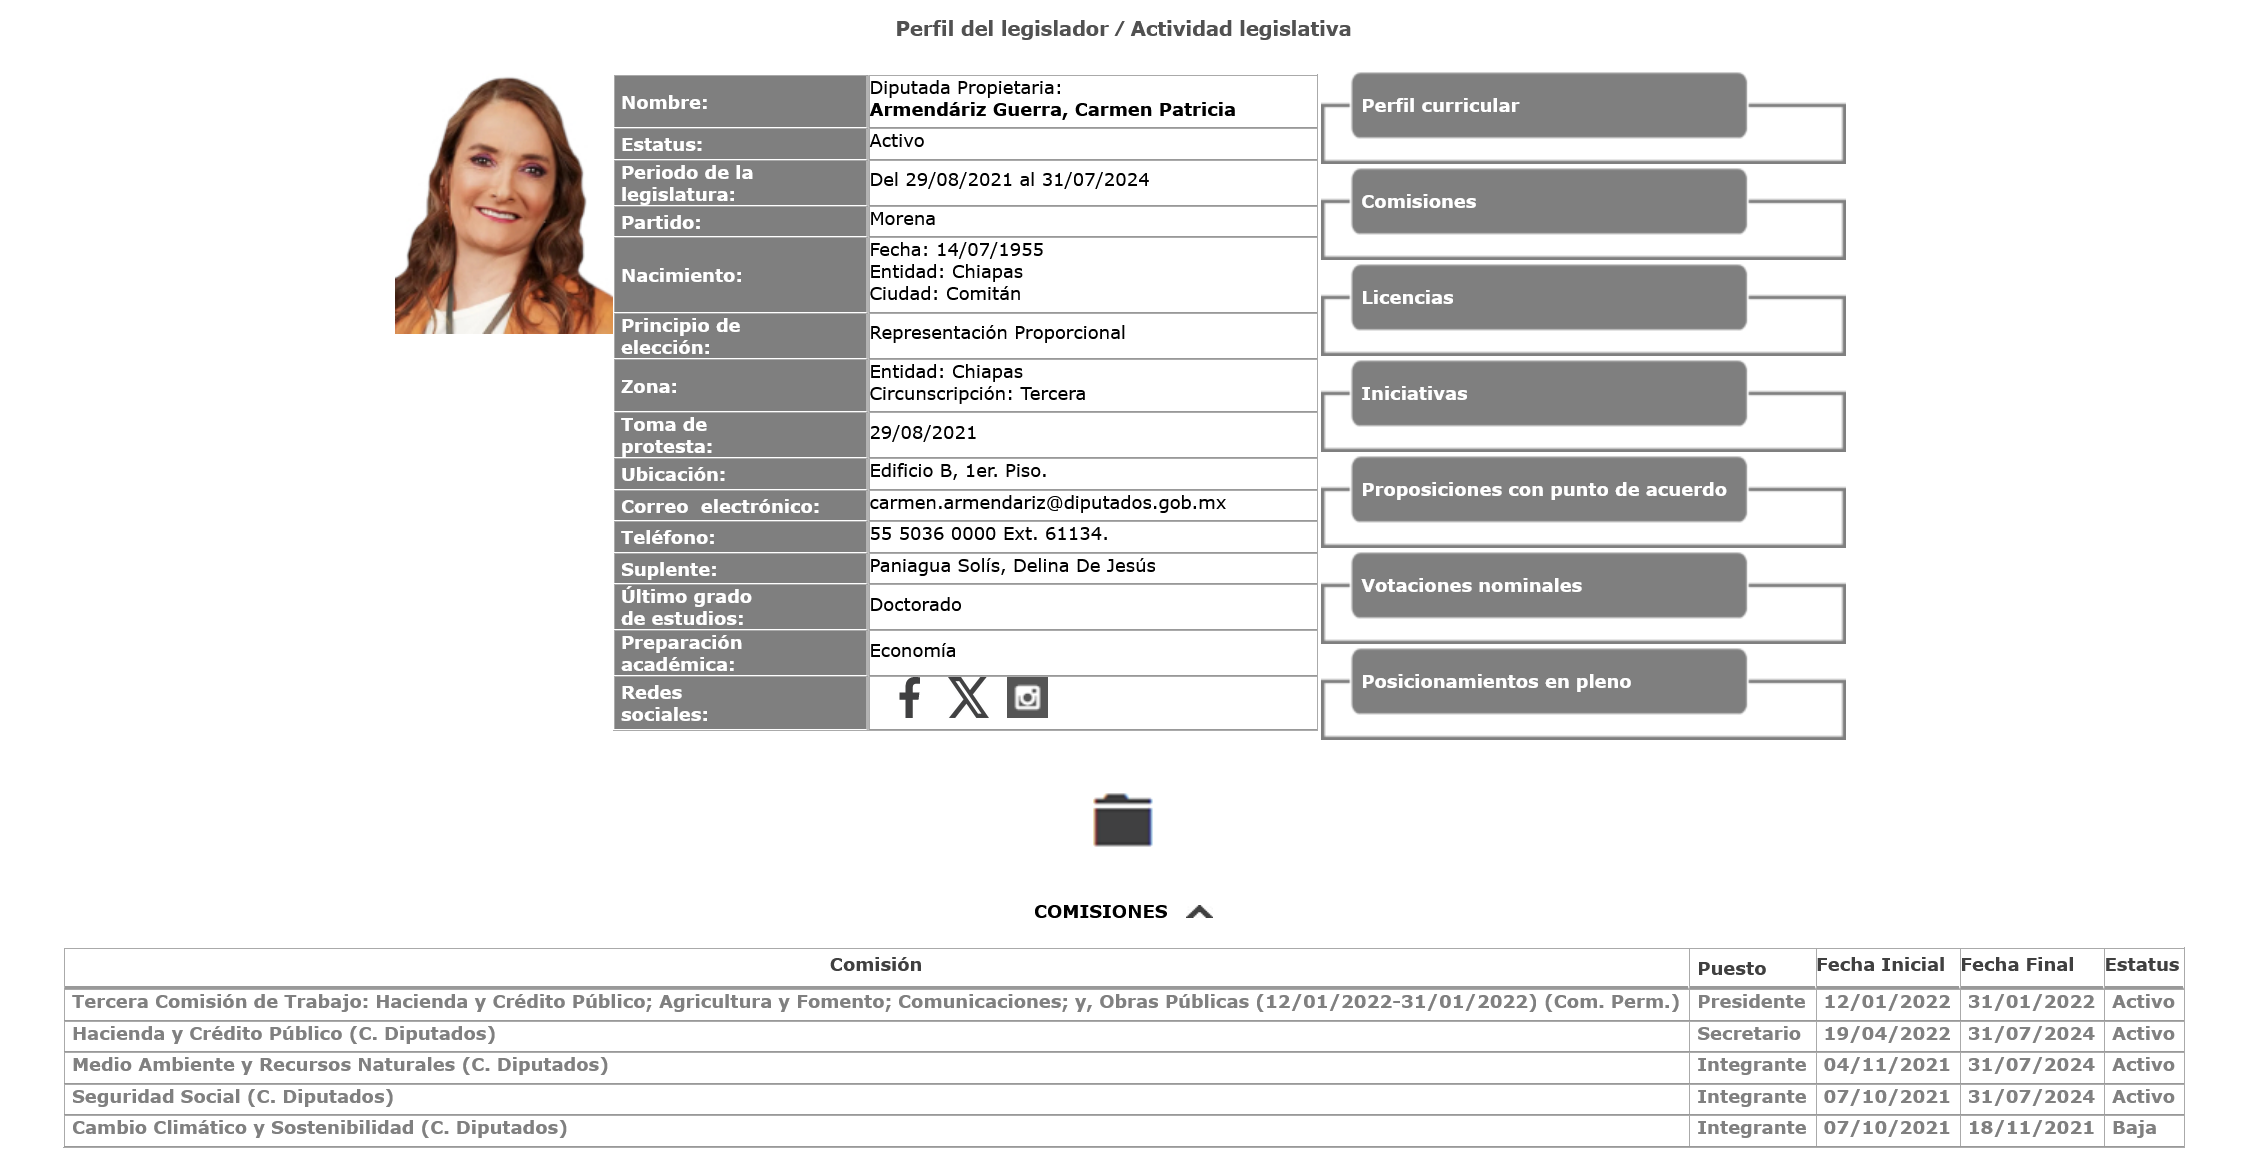 Perfil del legislador / Actividad legislativa
Nombre:
Diputada Propietaria:
Armendáriz Guerra, Carmen Patricia
Estatus:
Activo
Periodo de la
legislatura:
Del 29/08/2021 al 31/07/2024
Partido:
Morena
Nacimiento:
Fecha: 14/07/1955
Entidad: Chiapas
Ciudad: Comitán
Principio de
elección:
Representación Proporcional
Zona:
Entidad: Chiapas
Circunscripción: Tercera
Toma de
protesta:
29/08/2021
Ubicación:
Edificio B, 1er. Piso.
Correo  electrónico:
carmen.armendariz@diputados.gob.mx
Teléfono:
55 5036 0000 Ext. 61134.
Suplente:
Paniagua Solís, Delina De Jesús
Último grado
de estudios:
Doctorado
Preparación
académica:
Economía
Redes
sociales:
Perfil curricular
Comisiones
Licencias
Iniciativas
Proposiciones con punto de acuerdo
Votaciones nominales
Posicionamientos en pleno
COMISIONES
Comisión Puesto Fecha Inicial Fecha Final Estatus
Tercera Comisión de Trabajo: Hacienda y Crédito Público; Agricultura y Fomento; Comunicaciones; y, Obras Públicas (12/01/2022-31/01/2022) (Com. Perm.) Presidente 12/01/2022 31/01/2022 Activo
Hacienda y Crédito Público (C. Diputados) Secretario 19/04/2022 31/07/2024 Activo
Medio Ambiente y Recursos Naturales (C. Diputados) Integrante 04/11/2021 31/07/2024 Activo
Seguridad Social (C. Diputados) Integrante 07/10/2021 31/07/2024 Activo
Cambio Climático y Sostenibilidad (C. Diputados) Integrante 07/10/2021 18/11/2021 Baja